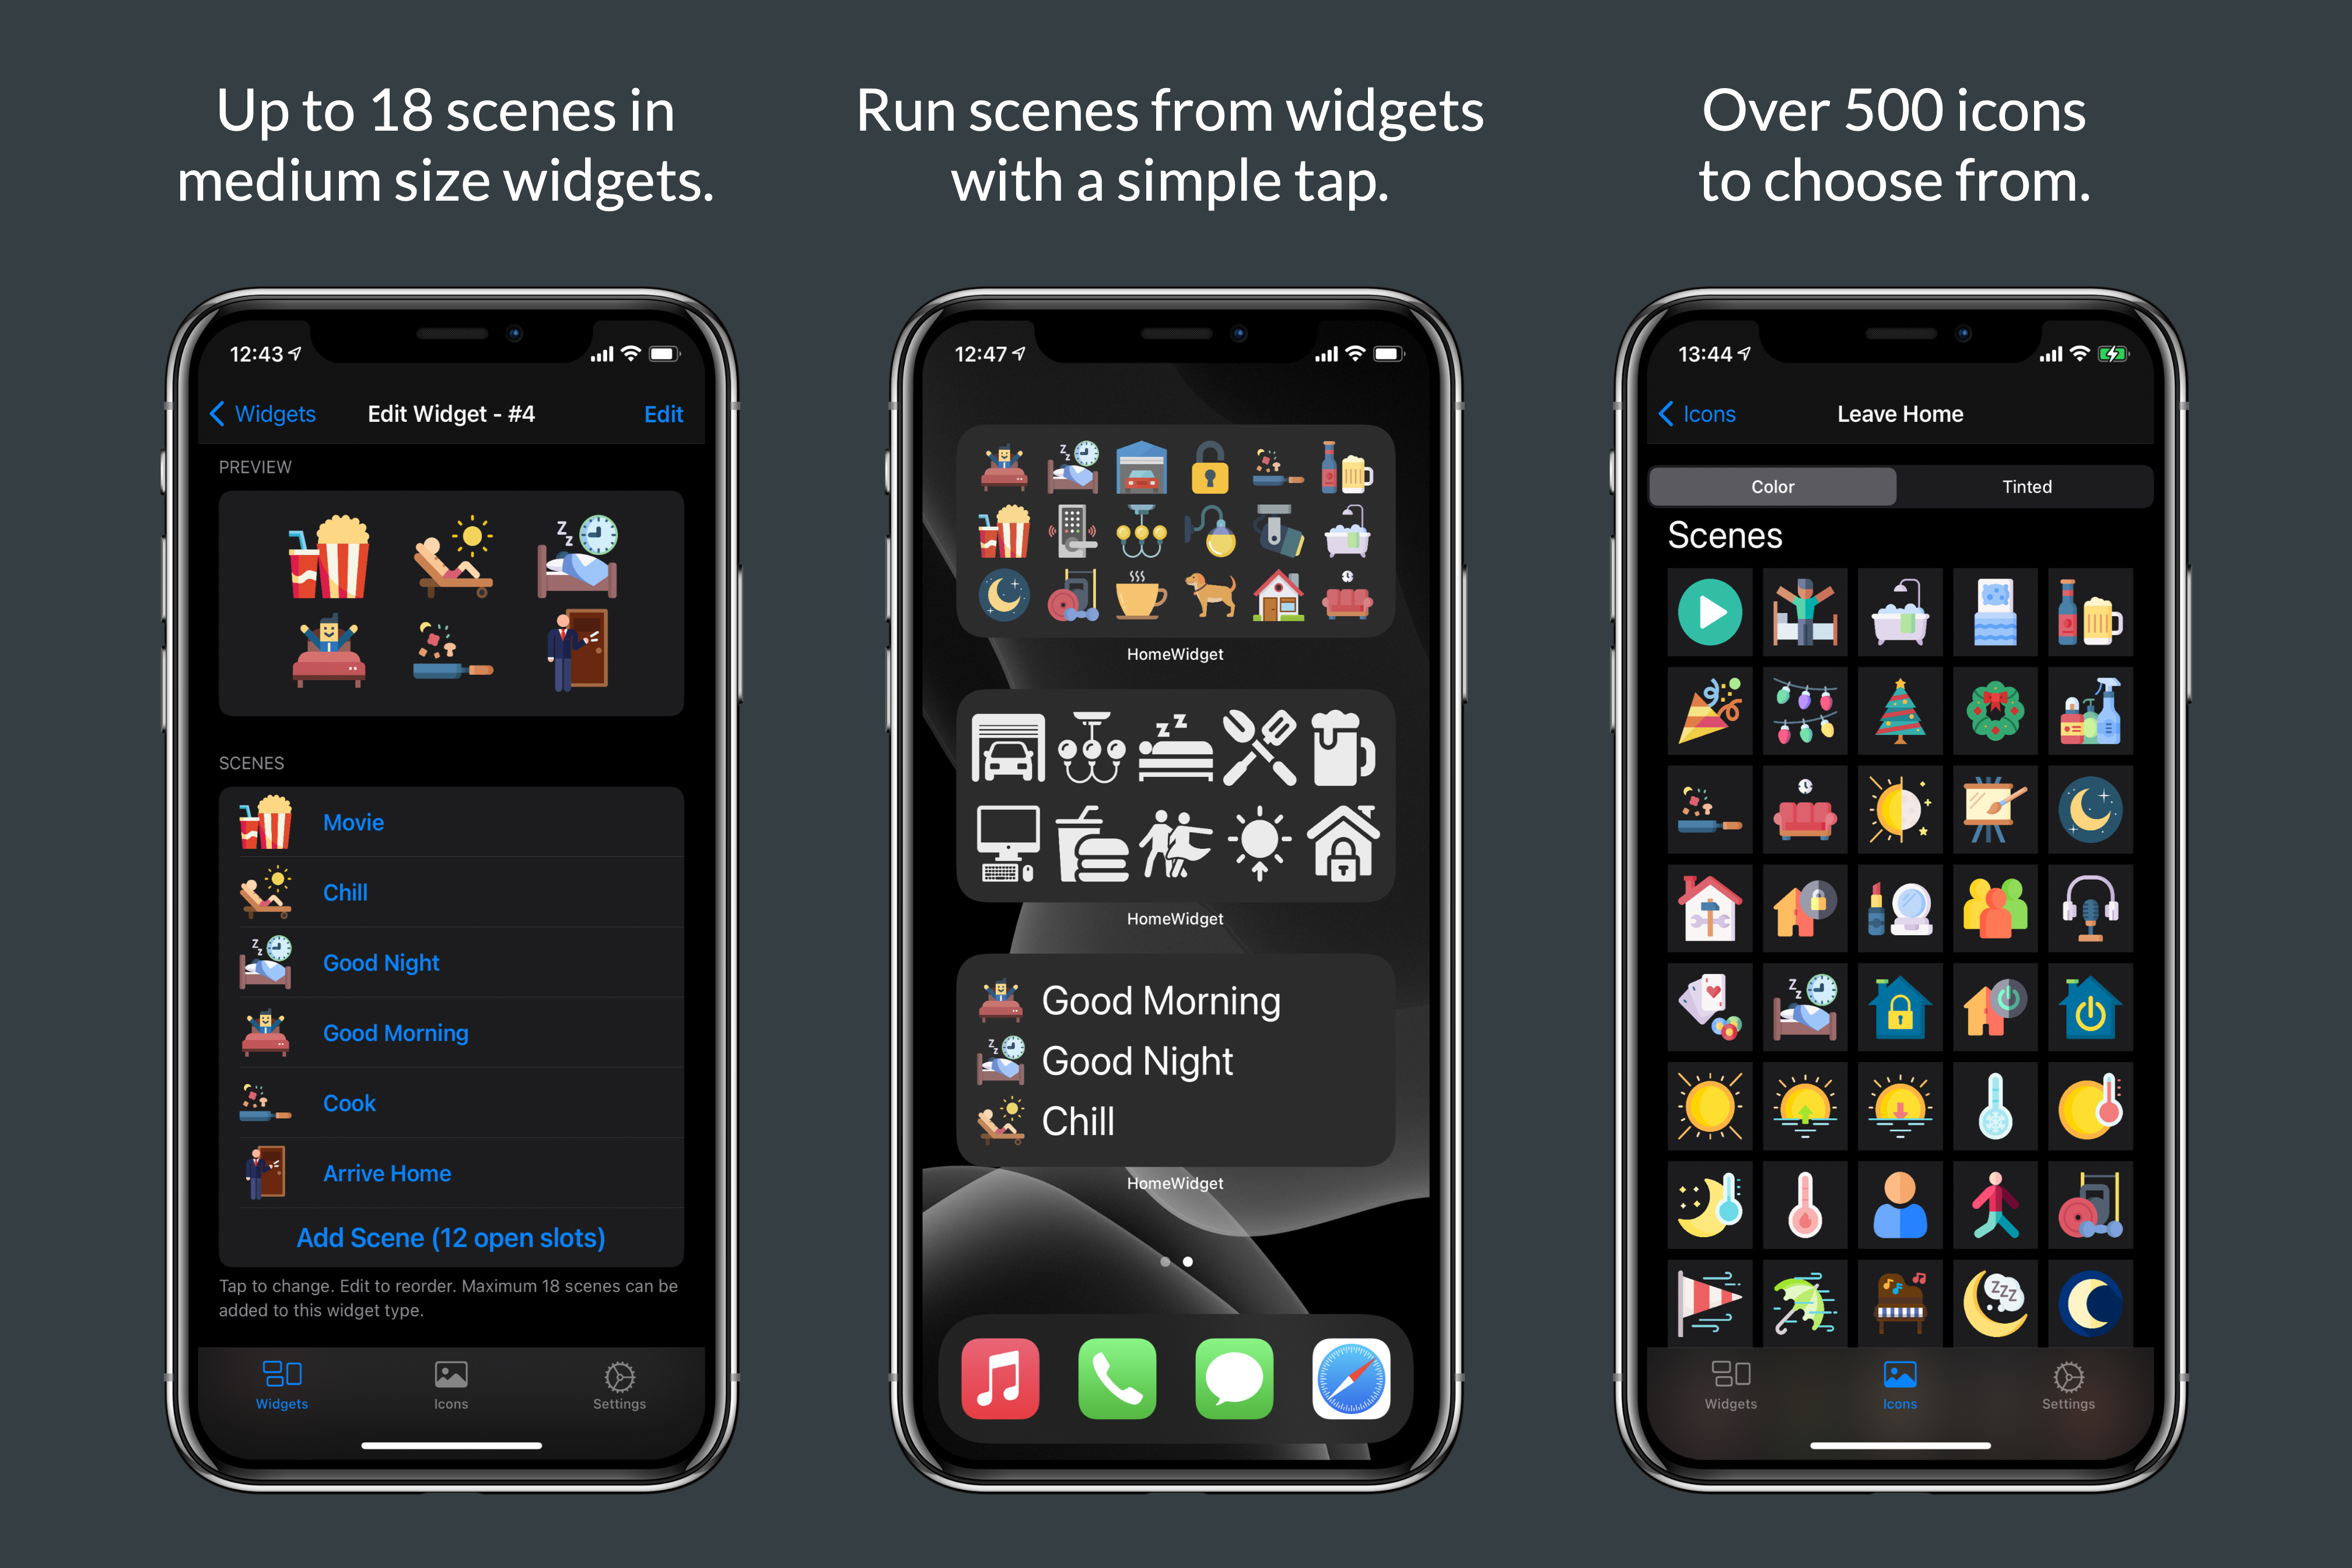 Up to 18 scenes in
medium size widgets.
12:43
Widgets
Edit Widget - #4
Edit
PREVIEW
SCENES
Movie
Chill
Good Night
Good Morning
Cook
Arrive Home
Add Scene (12 open slots)
Tap to change. Edit to reorder. Maximum 18 scenes can be
added to this widget type.
Widgets
Icons
Settings
Run scenes from widgets
with a simple tap.
12:47
HomeWidget
HomeWidget
Good Morning
Good Night
Chill
HomeWidget
Over 500 icons
to choose from.
13:44
Icons
Leave Home
Color
Tinted
Scenes
Widgets
Icons
Settings